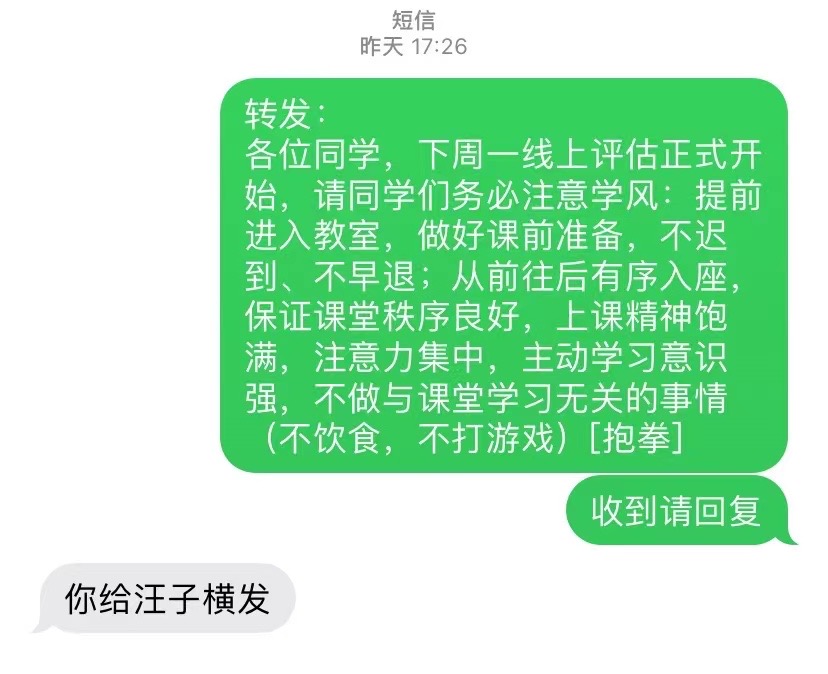 短信
昨天 17:26
转发：
各位同学，下周一线上评估正式开
始，请同学们务必注意学风：提前
进入教室，做好课前准备，不迟
到、不早退；从前往后有序入座，
保证课堂秩序良好，上课精神饱
满，注意力集中，主动学习意识
强，不做与课堂学习无关的事情
（不饮食，不打游戏）[抱拳]
收到请回复
你给汪子横发